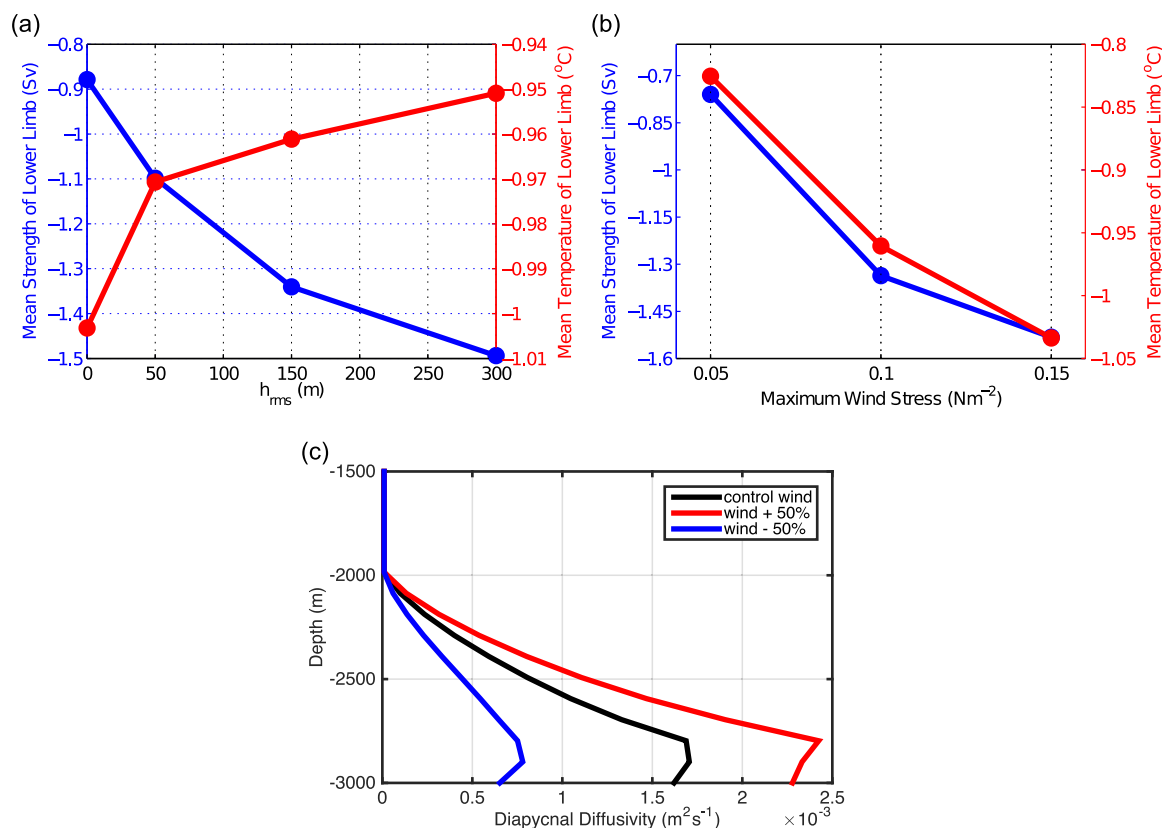 (a)
Mean Strength of Lower Limb (Sv)
−0.8
−0.9
−1
−1.1
−1.2
−1.3
−1.4
−1.5
0 50 100 150 200 250 300
h_rms (m)
−0.94
−0.95
−0.96
−0.97
−0.98
−0.99
−1
−1.01
Mean Temperature of Lower Limb (°C)
(b)
Mean Strength of Lower Limb (Sv)
−0.7
−0.85
−1
−1.15
−1.3
−1.45
−1.6
0.05 0.1 0.15
Maximum Wind Stress (Nm⁻²)
−0.8
−0.85
−0.9
−0.95
−1
−1.05
Mean Temperature of Lower Limb (°C)
(c)
Depth (m)
-1500
-2000
-2500
-3000
control wind
wind + 50%
wind - 50%
0 0.5 1 1.5 2 2.5
Diapycnal Diffusivity (m²s⁻¹)
× 10⁻³